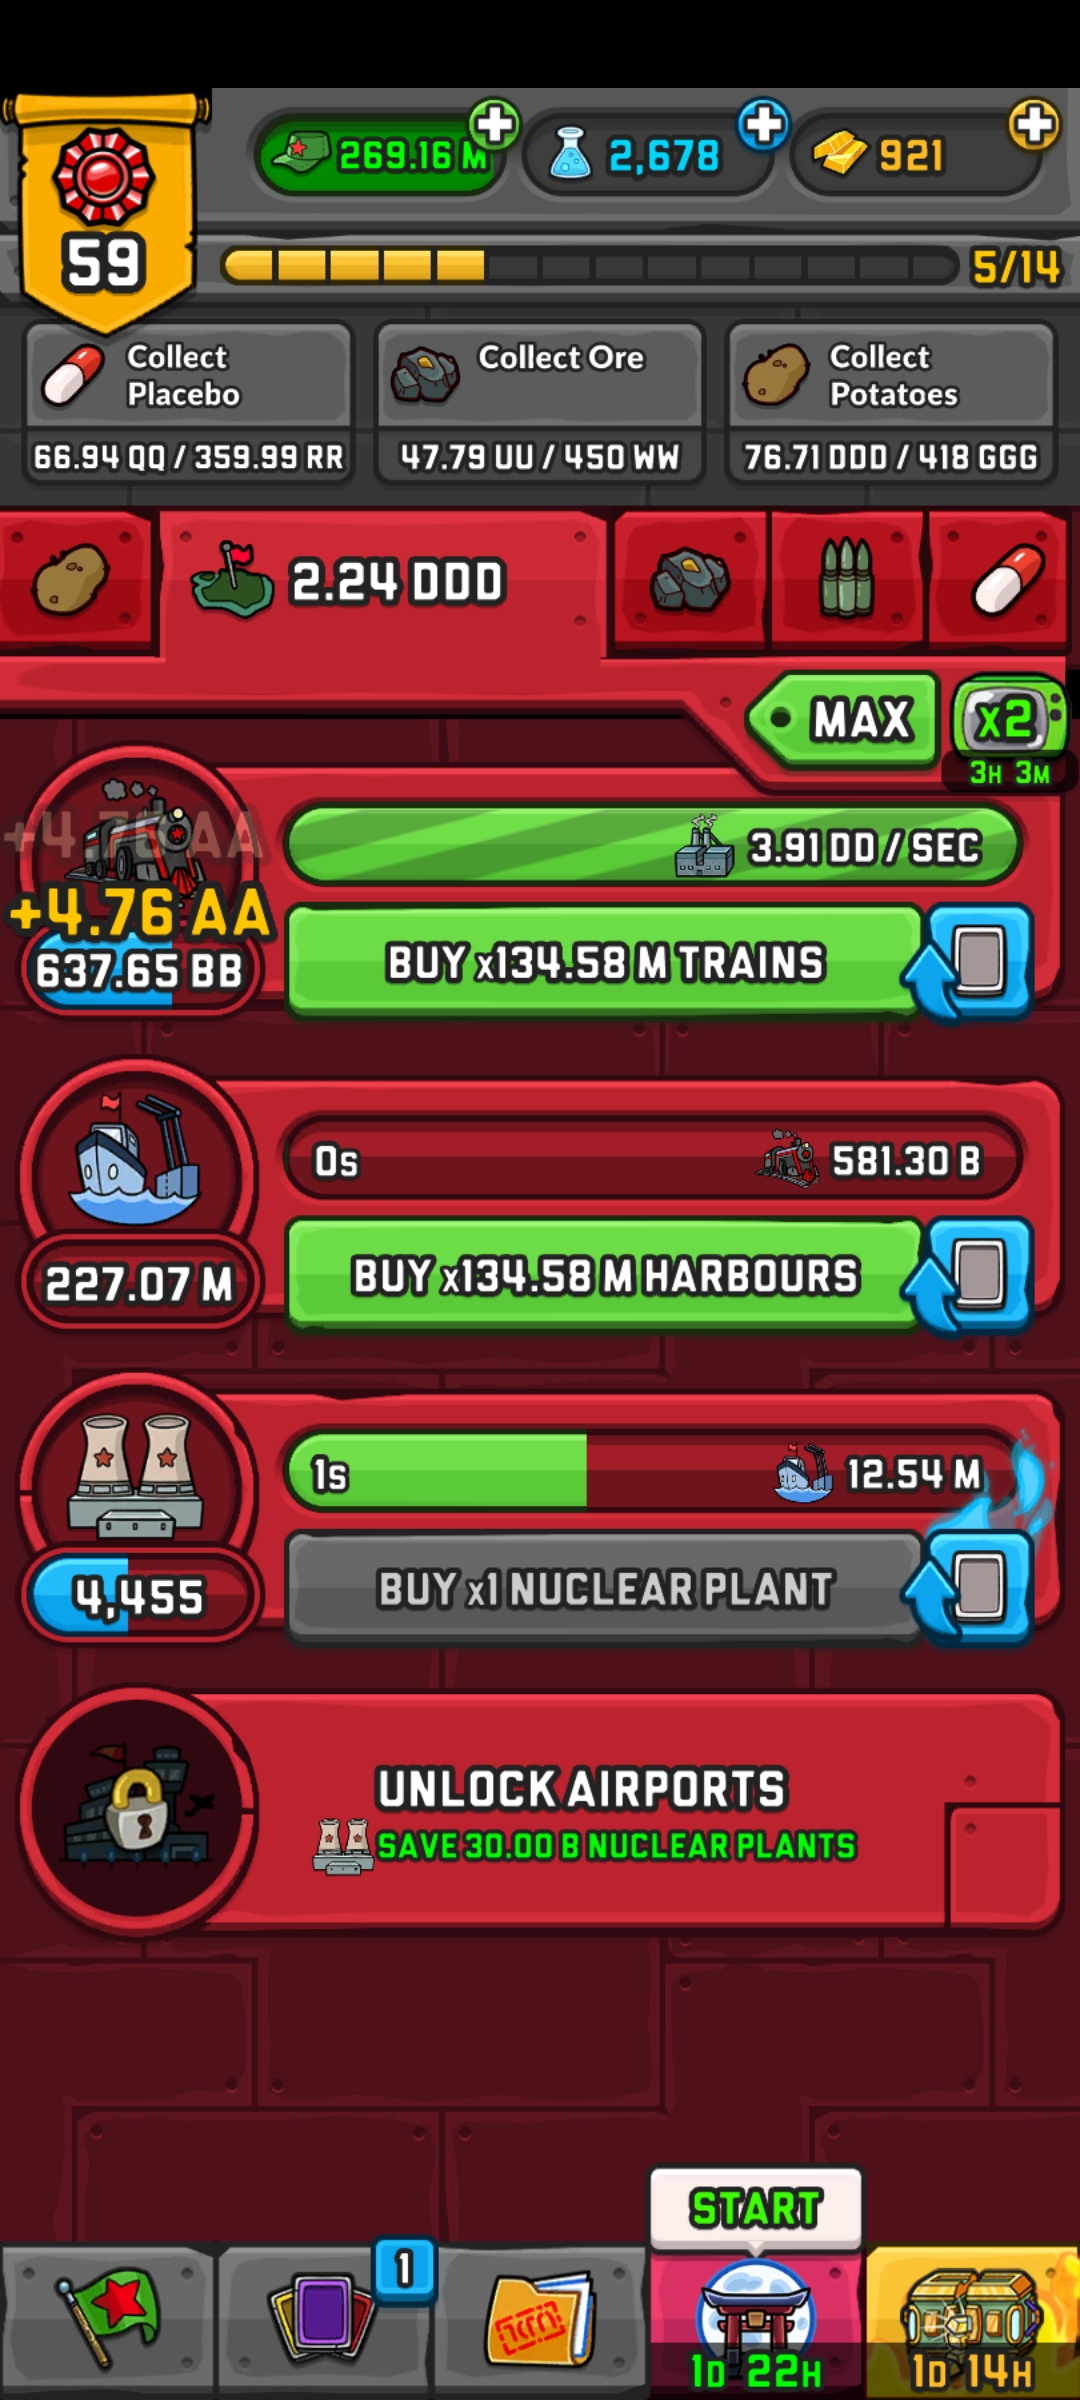 269.16 M
2,678
921
59
5/14
Collect
Placebo
66.94 QQ / 359.99 RR
Collect Ore
47.79 UU / 450 WW
Collect
Potatoes
76.71 DDD / 418 GGG
2.24 DDD
MAX
x2
3H 3M
+4.76 AA
+4.76 AA
637.65 BB
3.91 DD / SEC
BUY x134.58 M TRAINS
0s
581.30 B
227.07 M
BUY x134.58 M HARBOURS
1s
12.54 M
4,455
BUY x1 NUCLEAR PLANT
UNLOCK AIRPORTS
SAVE 30.00 B NUCLEAR PLANTS
START
1
1D 22H
1D 14H